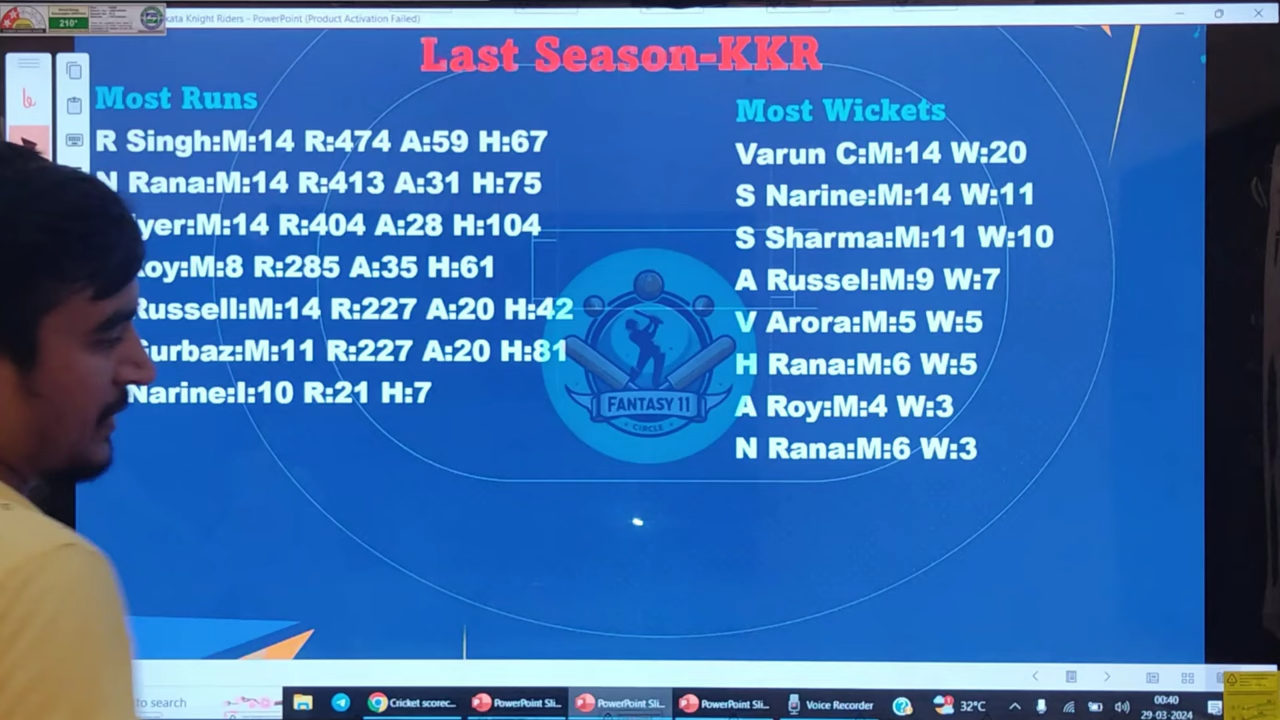 kata Knight Riders - PowerPoint (Product Activation Failed)
210°
Last Season-KKR
Most Runs
R Singh:M:14 R:474 A:59 H:67
N Rana:M:14 R:413 A:31 H:75
yer:M:14 R:404 A:28 H:104
Roy:M:8 R:285 A:35 H:61
Russell:M:14 R:227 A:20 H:42
Gurbaz:M:11 R:227 A:20 H:81
Narine:I:10 R:21 H:7
Most Wickets
Varun C:M:14 W:20
S Narine:M:14 W:11
S Sharma:M:11 W:10
A Russel:M:9 W:7
V Arora:M:5 W:5
H Rana:M:6 W:5
A Roy:M:4 W:3
N Rana:M:6 W:3
FANTASY 11
CIRCLE
to search
Cricket scorec...
PowerPoint Sli...
PowerPoint Sli...
PowerPoint Sli...
Voice Recorder
32°C
00:40
29-03-2024